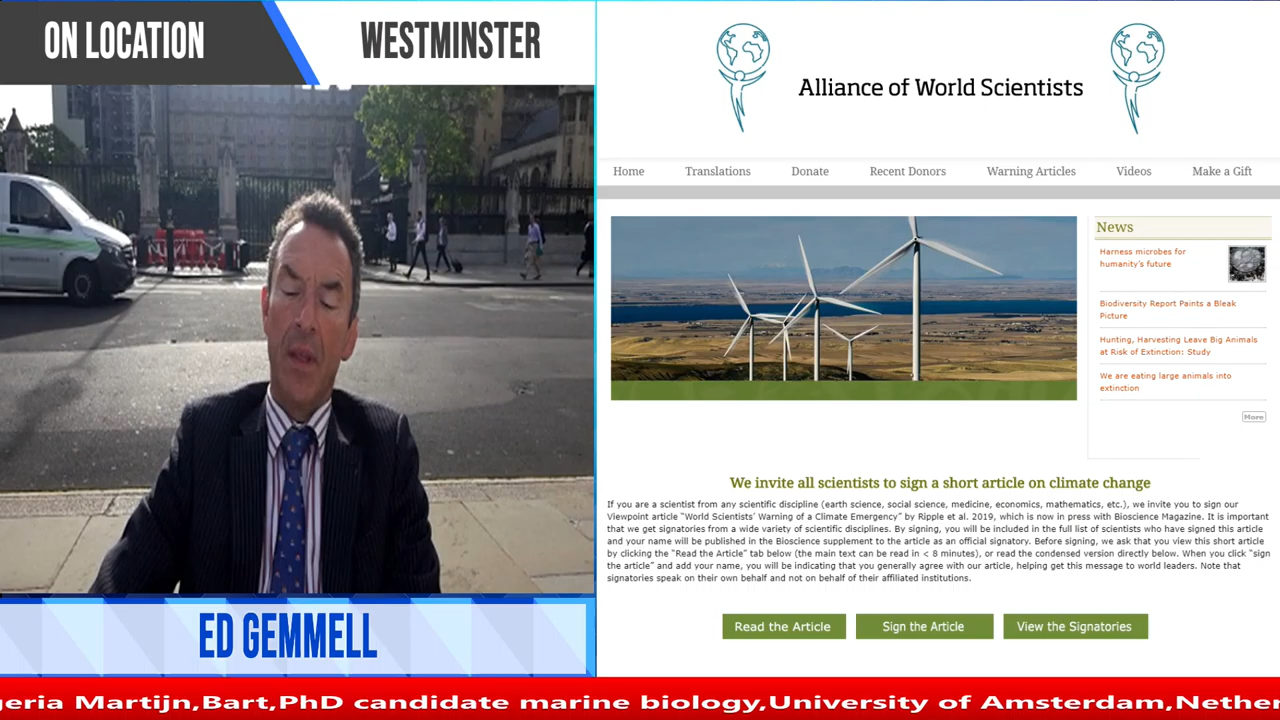 ON LOCATION
WESTMINSTER
Alliance of World Scientists
Home Translations Donate Recent Donors Warning Articles Videos Make a Gift
News
Harness microbes for
humanity's future
Biodiversity Report Paints a Bleak
Picture
Hunting, Harvesting Leave Big Animals
at Risk of Extinction: Study
We are eating large animals into
extinction
More
We invite all scientists to sign a short article on climate change
If you are a scientist from any scientific discipline (earth science, social science, medicine, economics, mathematics, etc.), we invite you to sign our
Viewpoint article "World Scientists' Warning of a Climate Emergency" by Ripple et al. 2019, which is now in press with Bioscience Magazine. It is important
that we get signatories from a wide variety of scientific disciplines. By signing, you will be included in the full list of scientists who have signed this article
and your name will be published in the Bioscience supplement to the article as an official signatory. Before signing, we ask that you view this short article
by clicking the "Read the Article" tab below (the main text can be read in < 8 minutes), or read the condensed version directly below. When you click "sign
the article" and add your name, you will be indicating that you generally agree with our article, helping get this message to world leaders. Note that
signatories speak on their own behalf and not on behalf of their affiliated institutions.
Read the Article Sign the Article View the Signatories
ED GEMMELL
geria Martijn,Bart,PhD candidate marine biology,University of Amsterdam,Nether